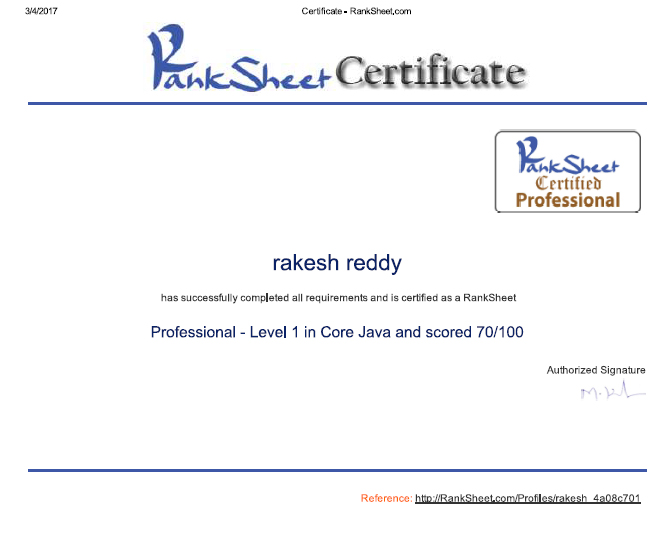 3/4/2017 Certificate - RankSheet.com
RankSheet Certificate
RankSheet
Certified
Professional
rakesh reddy
has successfully completed all requirements and is certified as a RankSheet
Professional - Level 1 in Core Java and scored 70/100
Authorized Signature
Reference: http://RankSheet.com/Profiles/rakesh_4a08c701